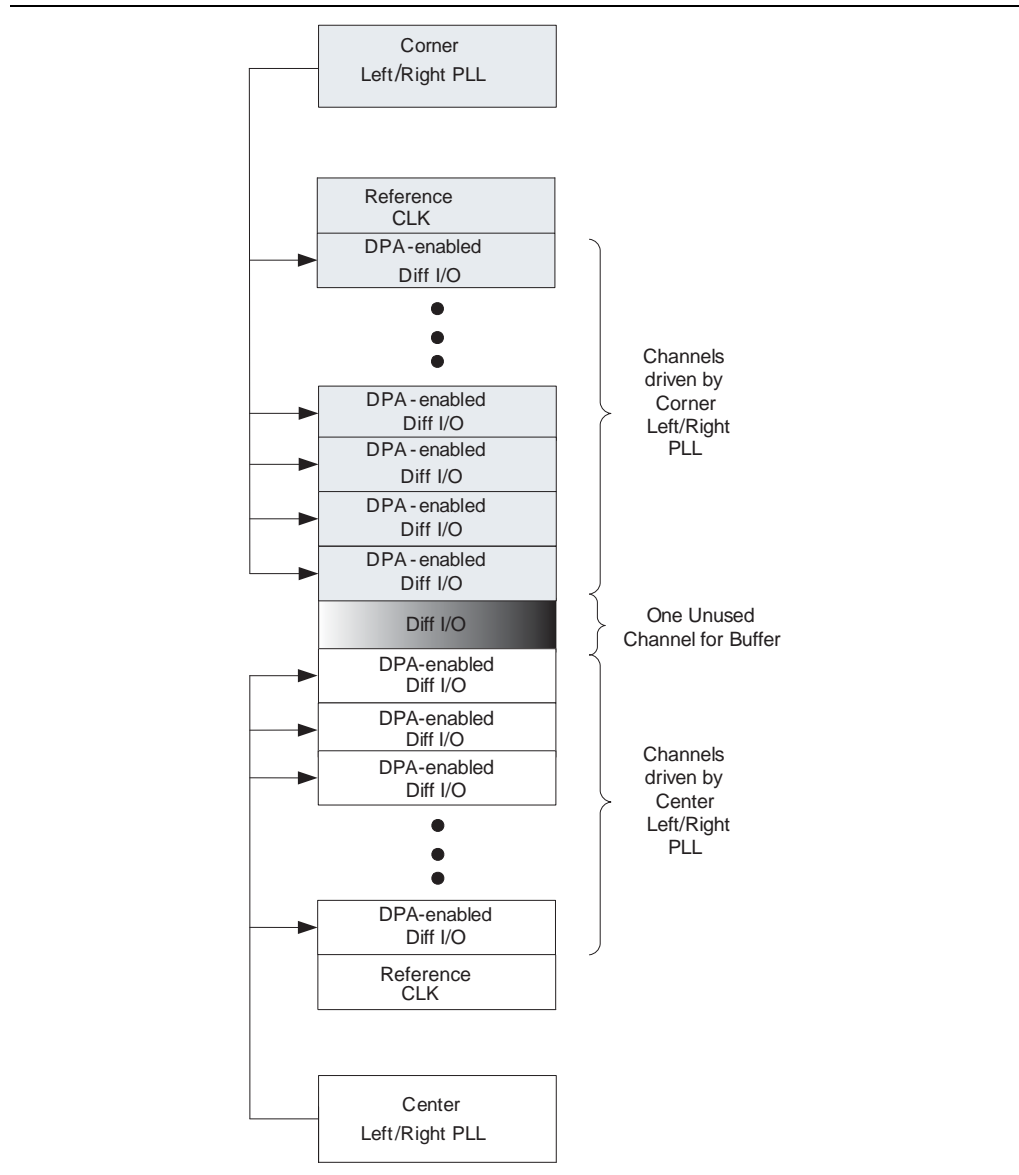 Corner
Left/Right PLL
Reference
CLK
DPA-enabled
Diff I/O
DPA-enabled
Diff I/O
DPA-enabled
Diff I/O
DPA-enabled
Diff I/O
DPA-enabled
Diff I/O
Channels
driven by
Corner
Left/Right
PLL
Diff I/O
One Unused
Channel for Buffer
DPA-enabled
Diff I/O
DPA-enabled
Diff I/O
DPA-enabled
Diff I/O
Channels
driven by
Center
Left/Right
PLL
DPA-enabled
Diff I/O
Reference
CLK
Center
Left/Right PLL